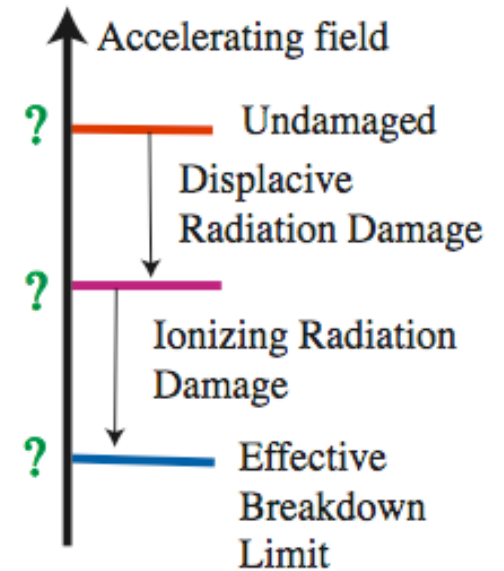 Accelerating field
? Undamaged
Displacive
Radiation Damage
?
Ionizing Radiation
Damage
? Effective
Breakdown
Limit